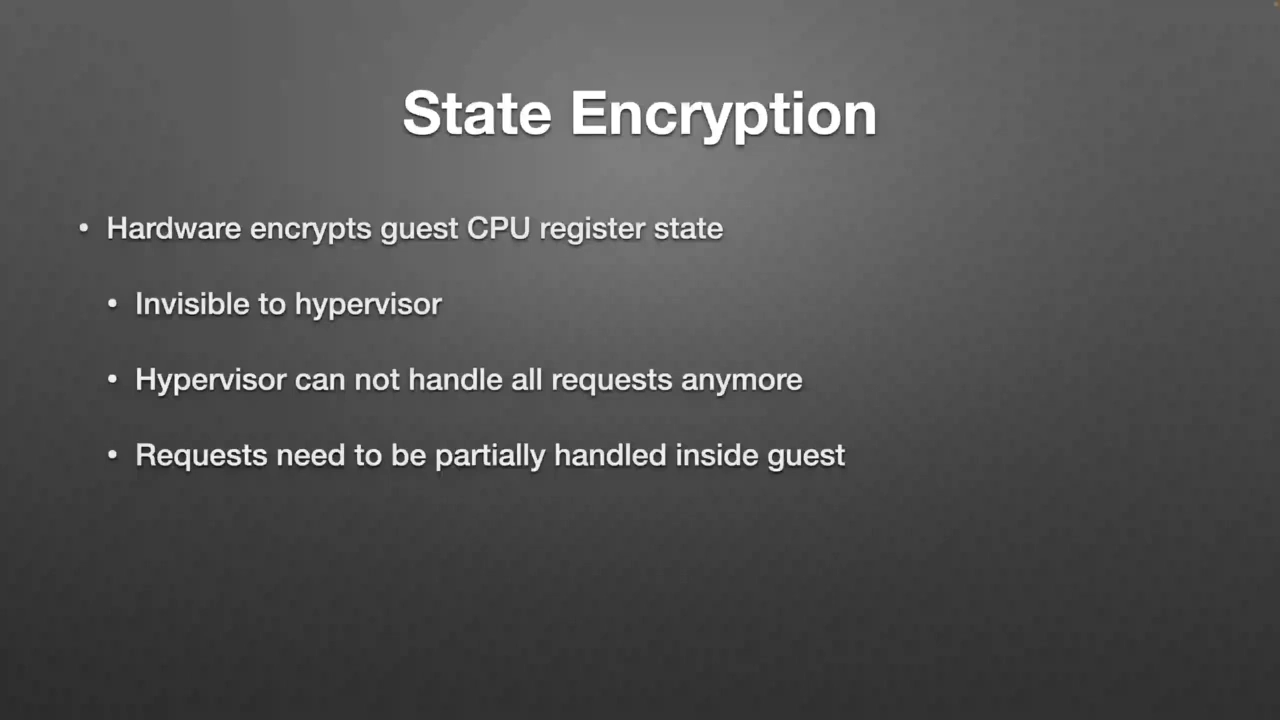 State Encryption
• Hardware encrypts guest CPU register state
• Invisible to hypervisor
• Hypervisor can not handle all requests anymore
• Requests need to be partially handled inside guest